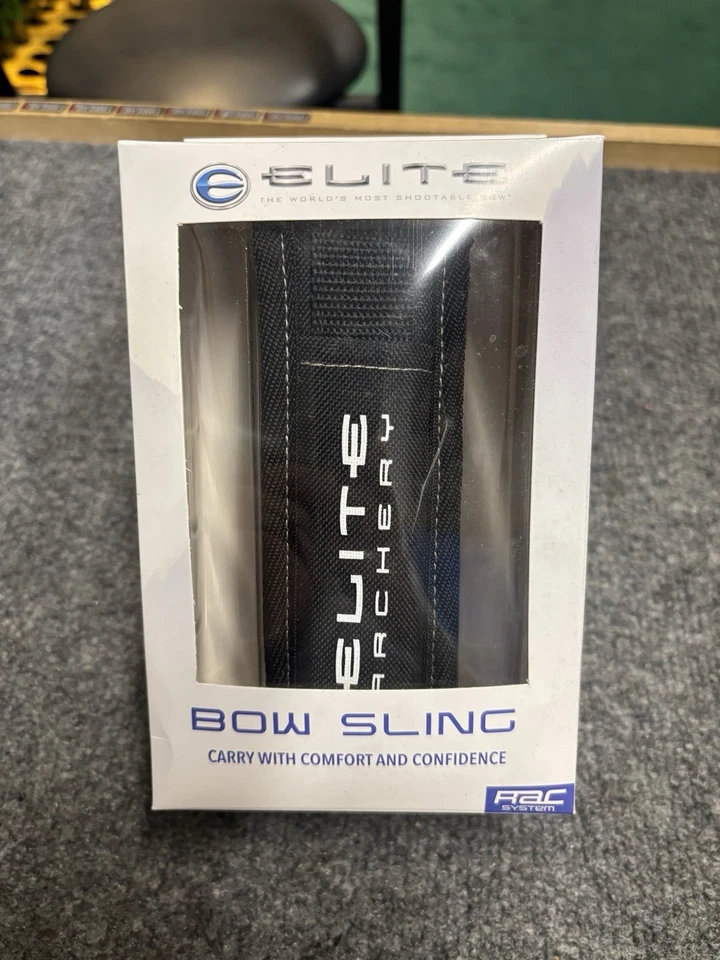 ELITE
THE WORLD'S MOST SHOOTABLE BOW
ELITE
ARCHERY
BOW SLING
CARRY WITH COMFORT AND CONFIDENCE
RAC
SYSTEM